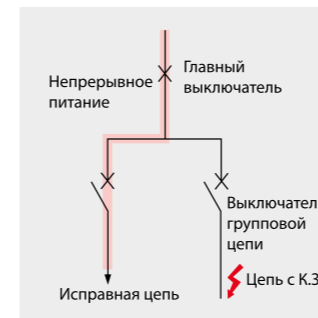 Главный
выключатель
Непрерывное
питание
Выключател
групповой
цепи
Цепь с К.З
Исправная цепь